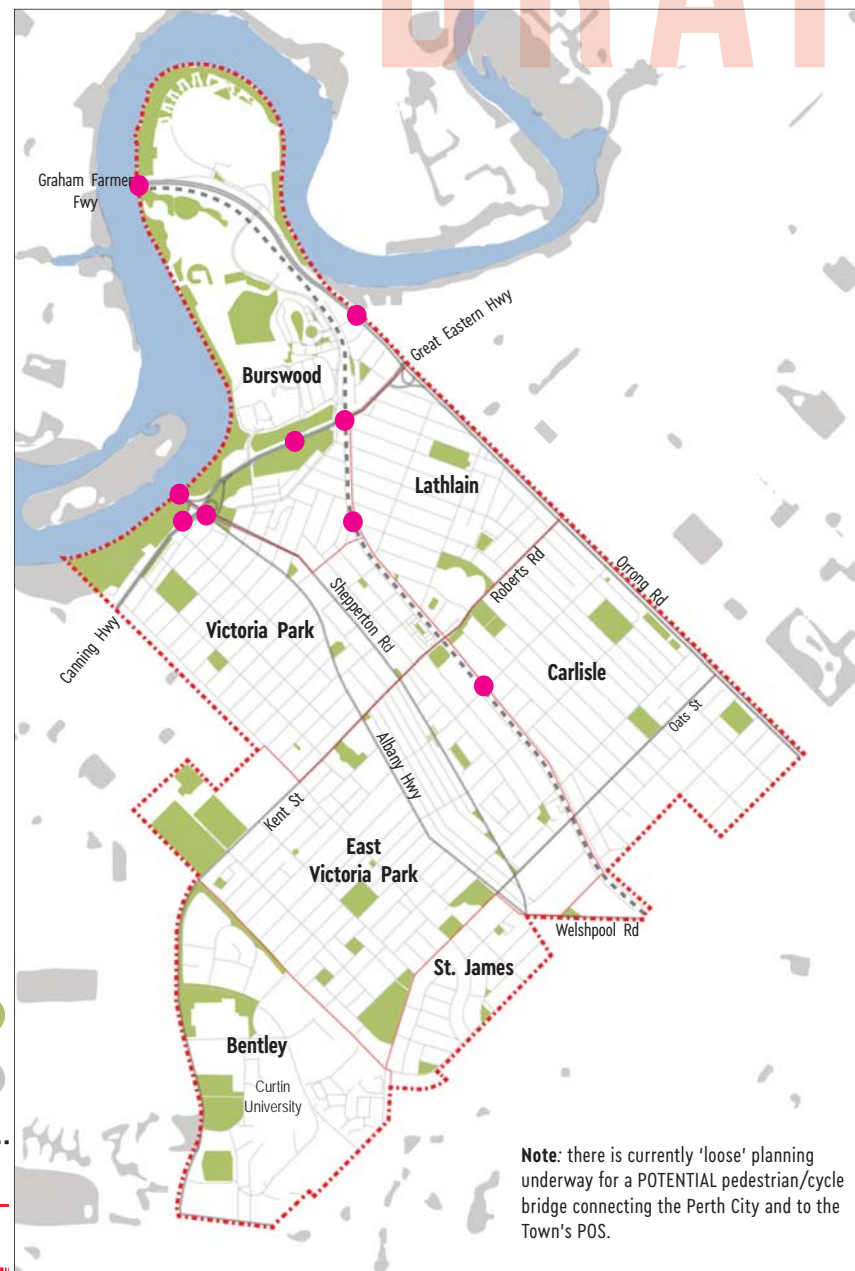 DRA
Graham Farmer
Fwy
Great Eastern Hwy
Burswood
Lathlain
Orrong Rd
Roberts Rd
Shepperton Rd
Canning Hwy
Victoria Park
Carlisle
Oats St
Albany Hwy
Kent St
East
Victoria Park
Welshpool Rd
St. James
Bentley
Curtin
University
Note: there is currently 'loose' planning
underway for a POTENTIAL pedestrian/cycle
bridge connecting the Perth City and to the
Town's POS.